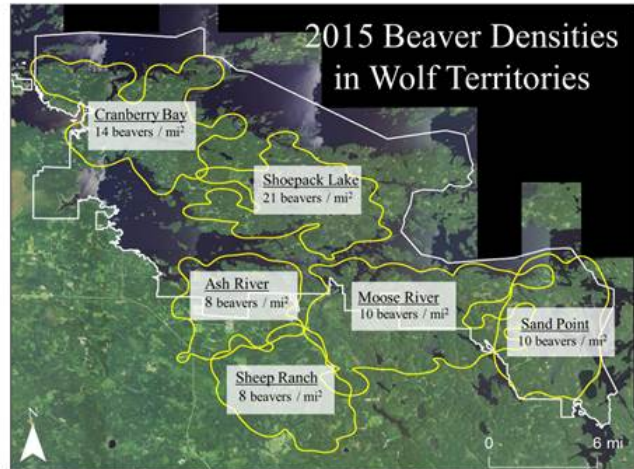 2015 Beaver Densities
in Wolf Territories
Cranberry Bay
14 beavers / mi²
Shoepack Lake
21 beavers / mi²
Ash River
8 beavers / mi²
Moose River
10 beavers / mi²
Sand Point
10 beavers / mi²
Sheep Ranch
8 beavers / mi²
N
0 6 mi